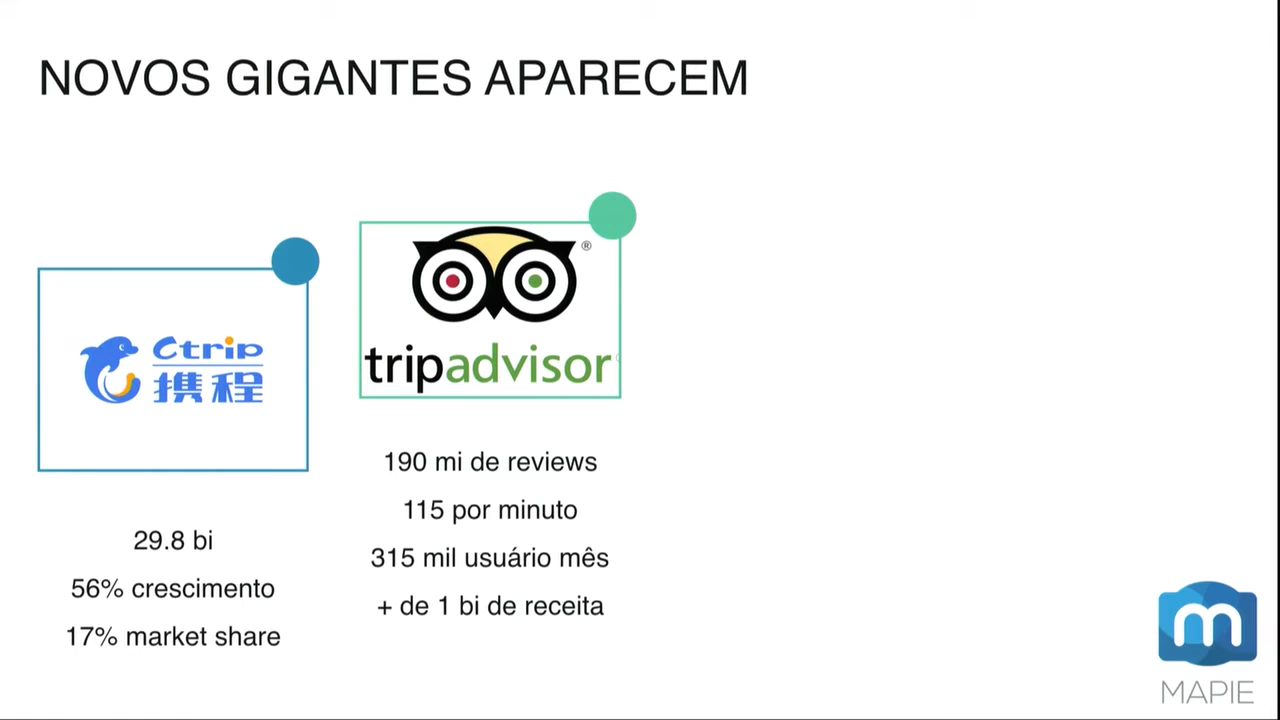 NOVOS GIGANTES APARECEM
Ctrip
携程
29.8 bi
56% crescimento
17% market share
®
tripadvisor
190 mi de reviews
115 por minuto
315 mil usuário mês
+ de 1 bi de receita
m
MAPIE